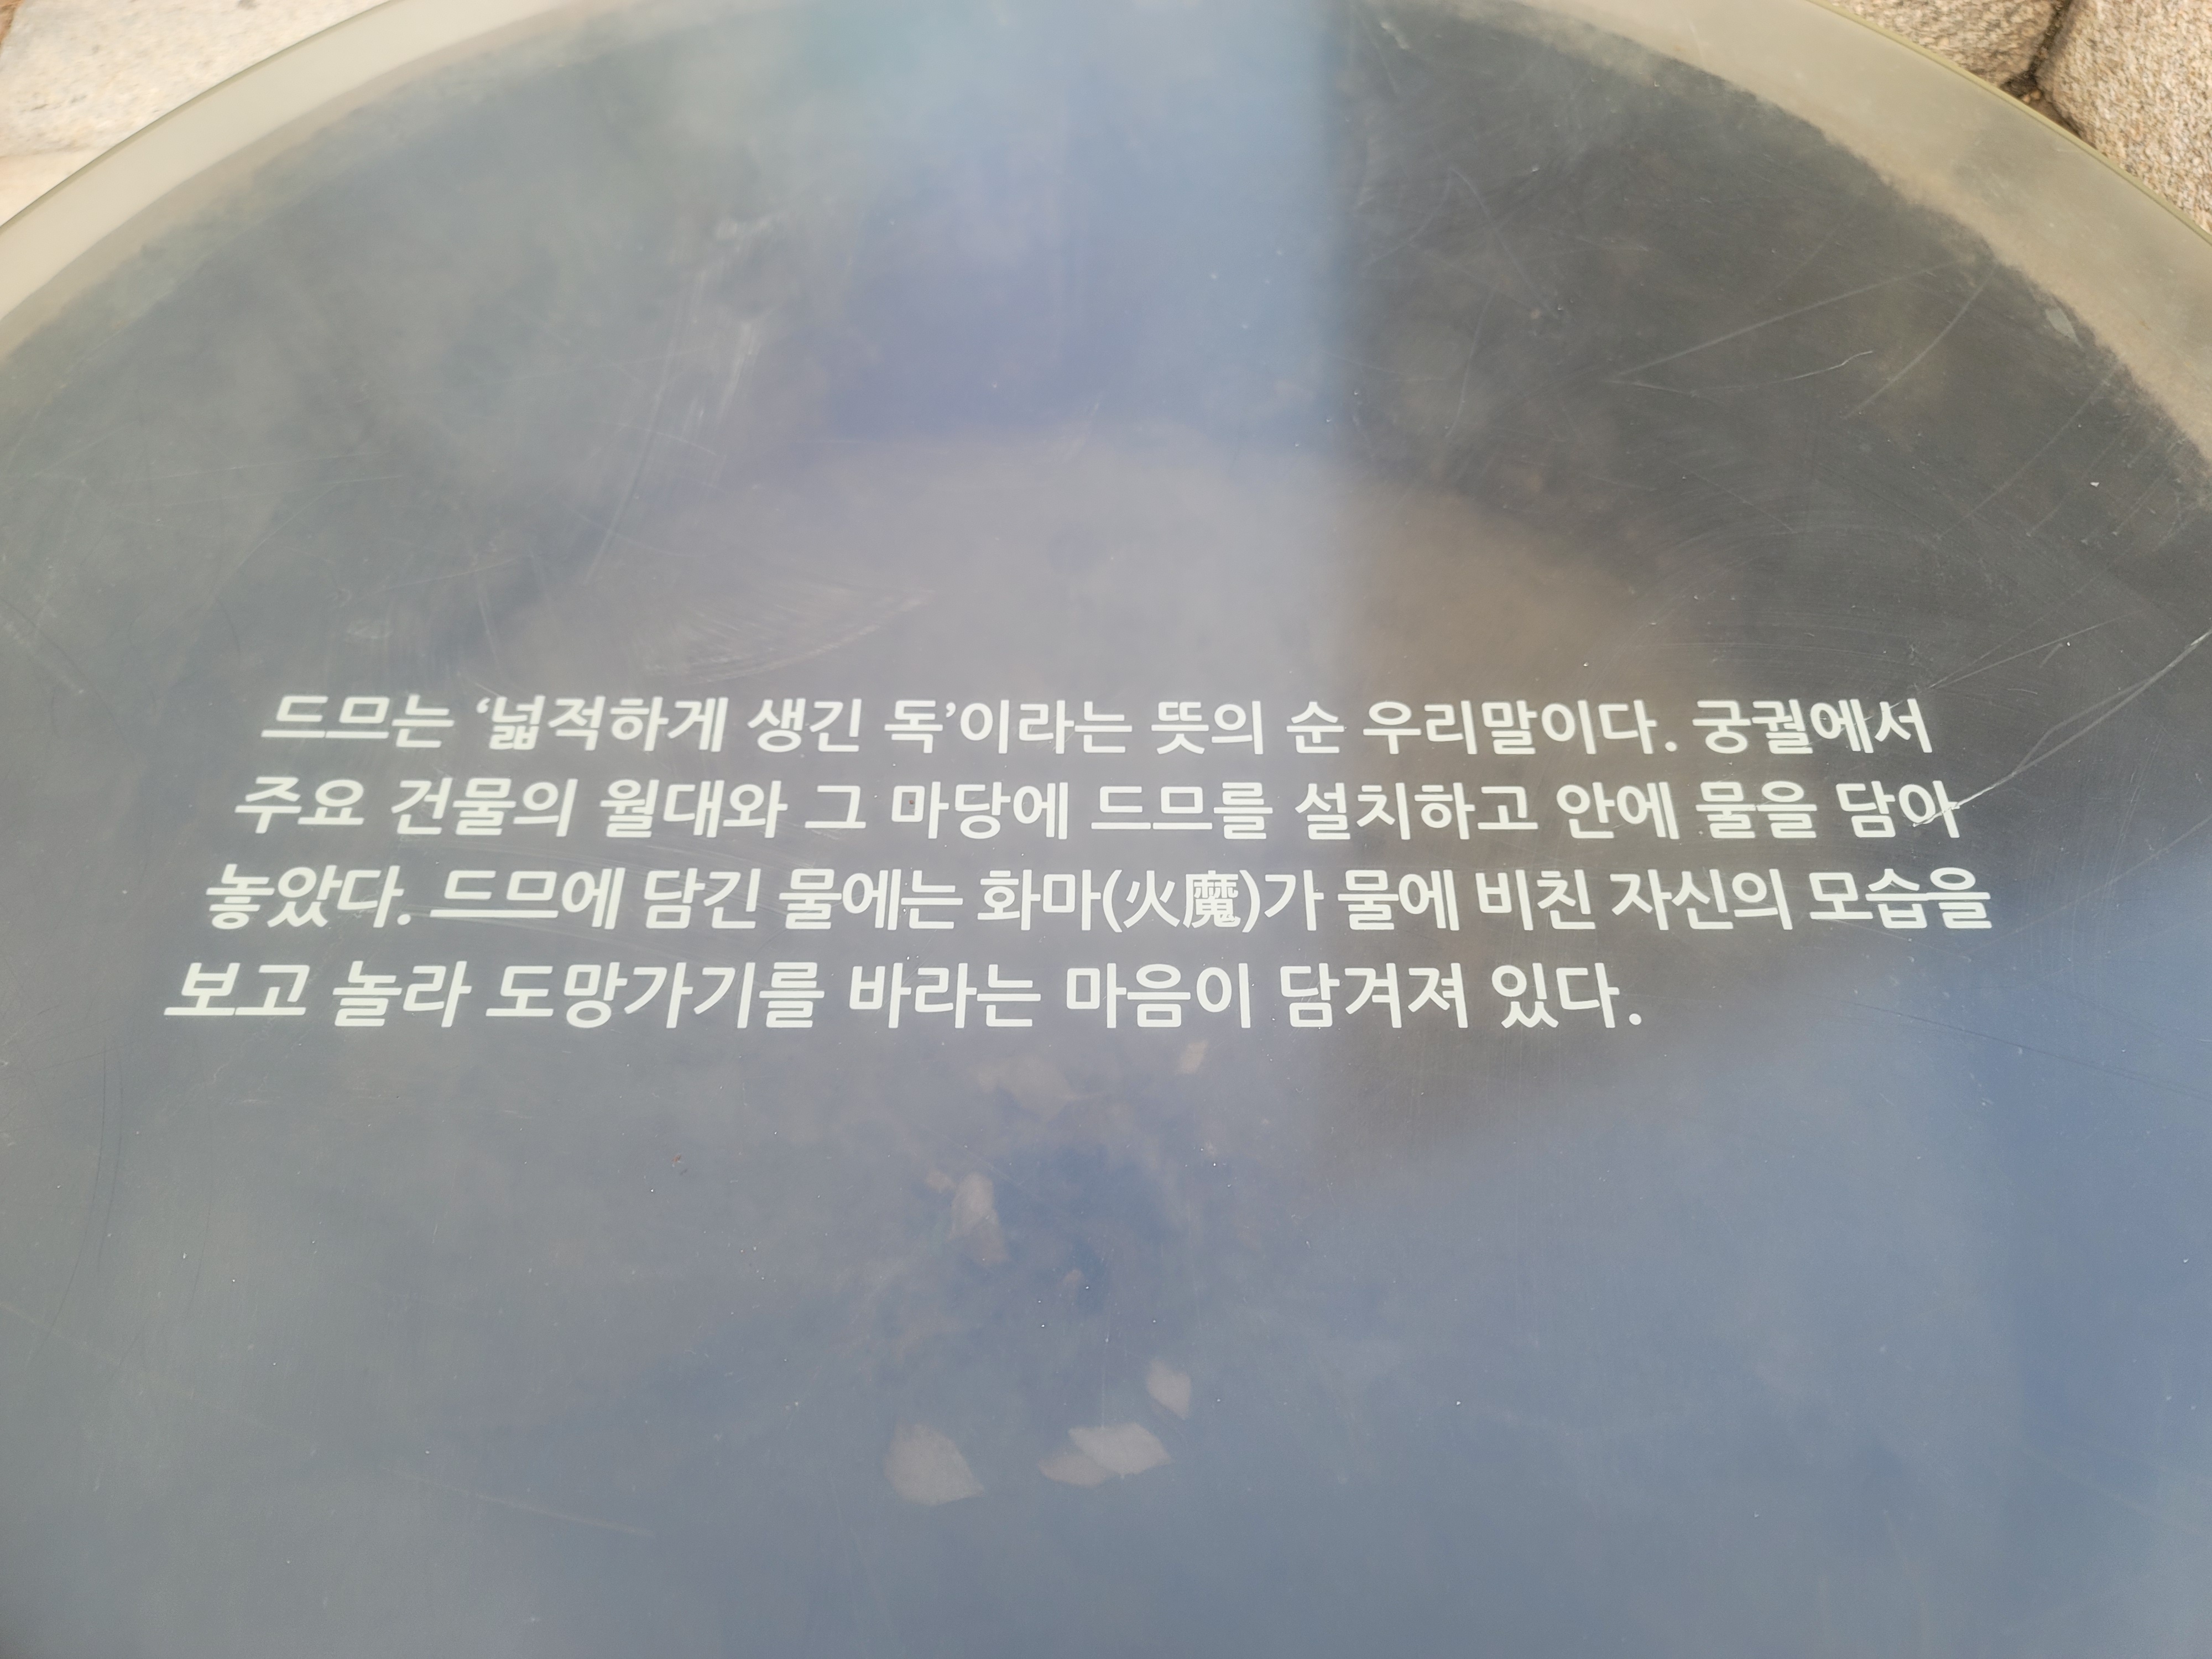 드므는 ‘넓적하게 생긴 독’이라는 뜻의 순 우리말이다. 궁궐에서
주요 건물의 월대와 그 마당에 드므를 설치하고 안에 물을 담아
놓았다. 드므에 담긴 물에는 화마(火魔)가 물에 비친 자신의 모습을
보고 놀라 도망가기를 바라는 마음이 담겨져 있다.